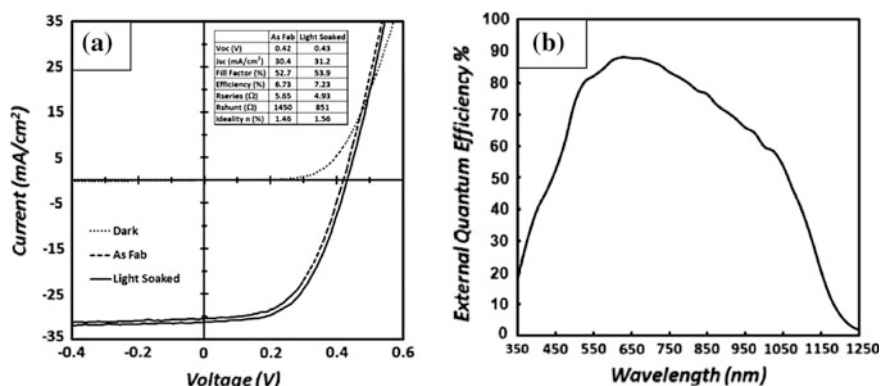 (a)
As Fab Light Soaked
Voc (V) 0.42 0.43
Jsc (mA/cm²) 30.4 31.2
Fill Factor (%) 52.7 53.9
Efficiency (%) 6.73 7.23
Rseries (Ω) 5.65 4.93
Rshunt (Ω) 1450 851
Ideality n (%) 1.46 1.56
35
25
15
5
-5
-15
-25
-35
Current (mA/cm²)
Dark
As Fab
Light Soaked
-0.4 -0.2 0 0.2 0.4 0.6
Voltage (V)
(b)
100
90
80
70
60
50
40
30
20
10
0
External Quantum Efficiency %
350 450 550 650 750 850 950 1050 1150 1250
Wavelength (nm)